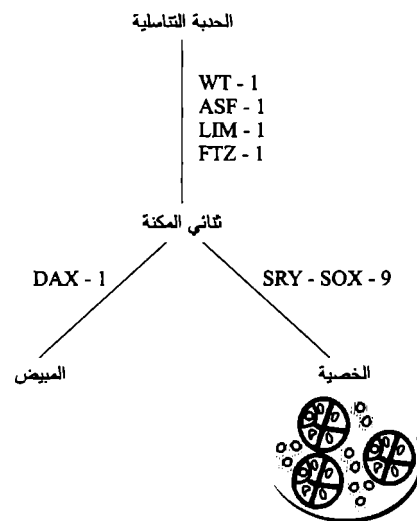 الحدبة التناسلية
WT - 1
ASF - 1
LIM - 1
FTZ - 1
ثنائي المكنة
DAX - 1
SRY - SOX - 9
المبيض
الخصية